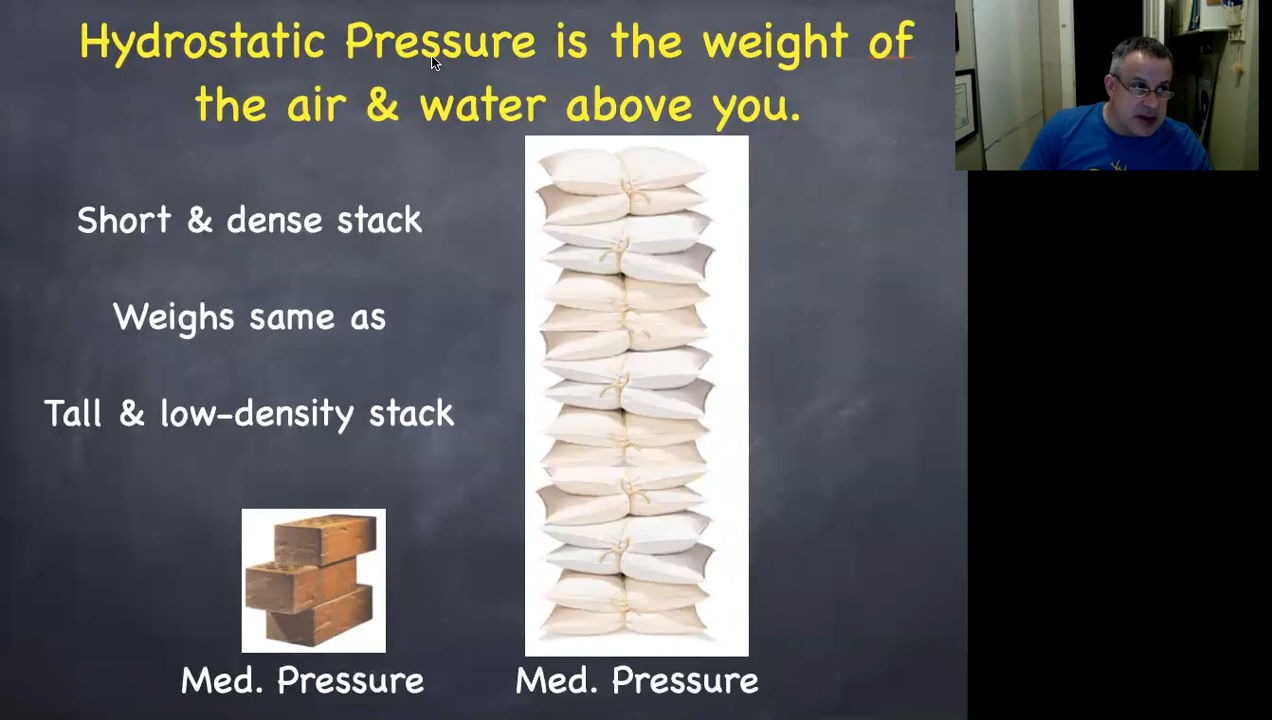 Hydrostatic Pressure is the weight of
the air & water above you.
Short & dense stack
Weighs same as
Tall & low-density stack
Med. Pressure
Med. Pressure